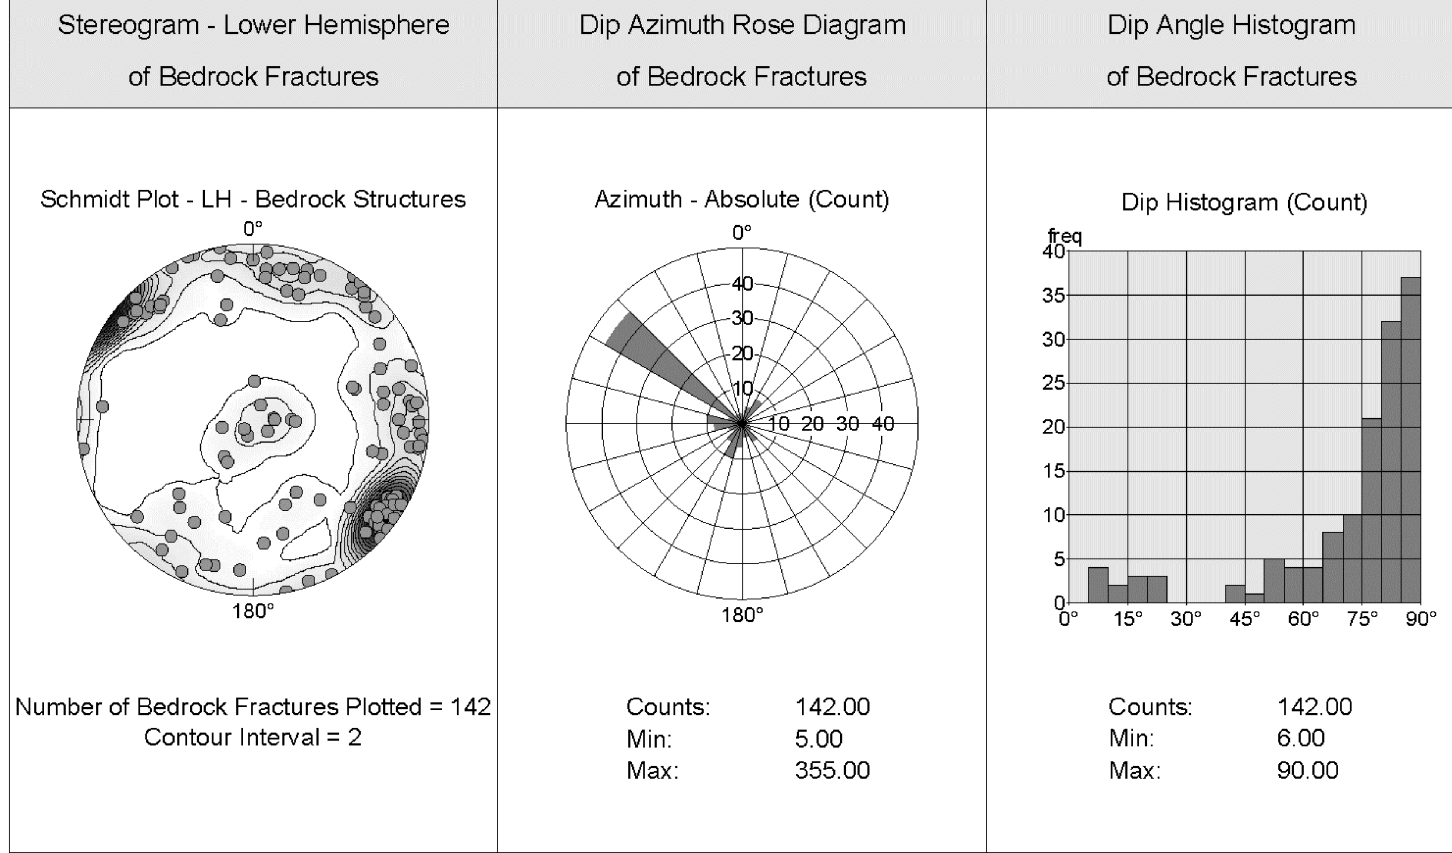 Stereogram - Lower Hemisphere
of Bedrock Fractures
Schmidt Plot - LH - Bedrock Structures
0°
180°
Number of Bedrock Fractures Plotted = 142
Contour Interval = 2
Dip Azimuth Rose Diagram
of Bedrock Fractures
Azimuth - Absolute (Count)
0°
40
30
20
10
10 20 30 40
180°
Counts: 142.00
Min: 5.00
Max: 355.00
Dip Angle Histogram
of Bedrock Fractures
Dip Histogram (Count)
freq
40
35
30
25
20
15
10
5
0
0° 15° 30° 45° 60° 75° 90°
Counts: 142.00
Min: 6.00
Max: 90.00